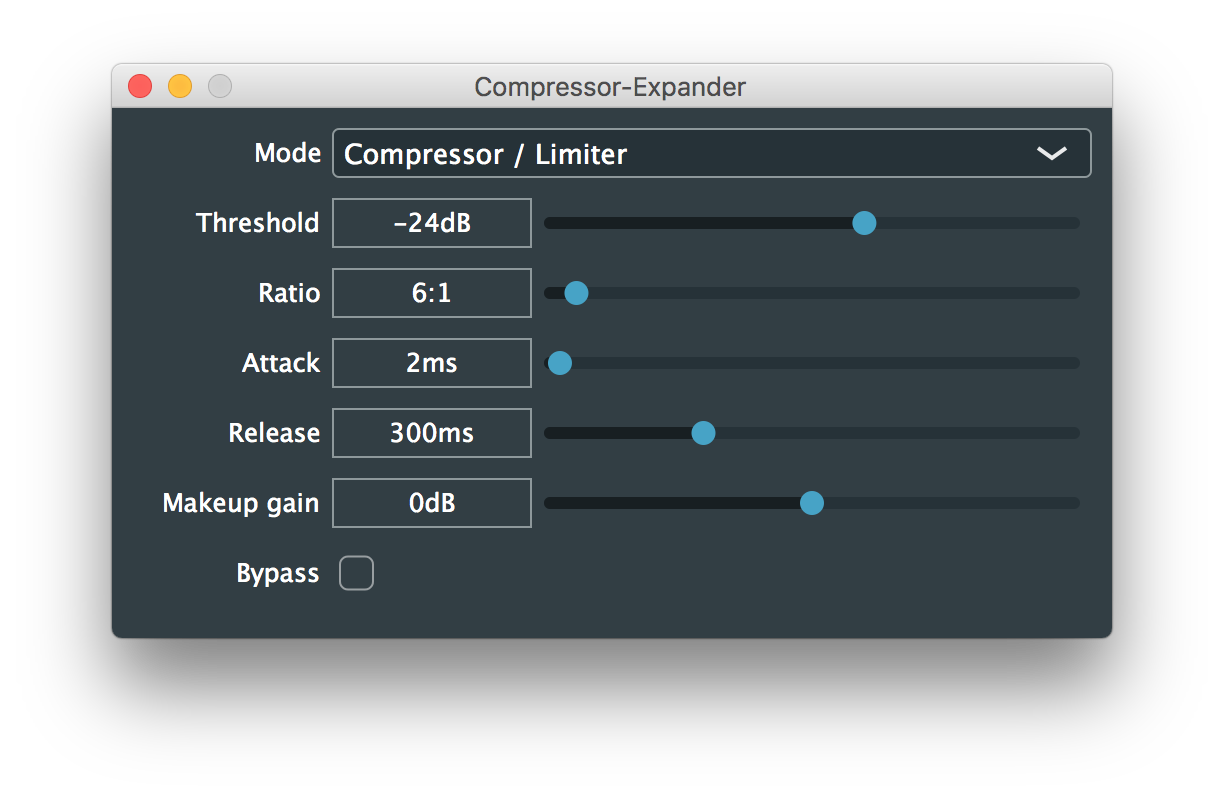 Compressor-Expander
Mode Compressor / Limiter
Threshold -24dB
Ratio 6:1
Attack 2ms
Release 300ms
Makeup gain 0dB
Bypass